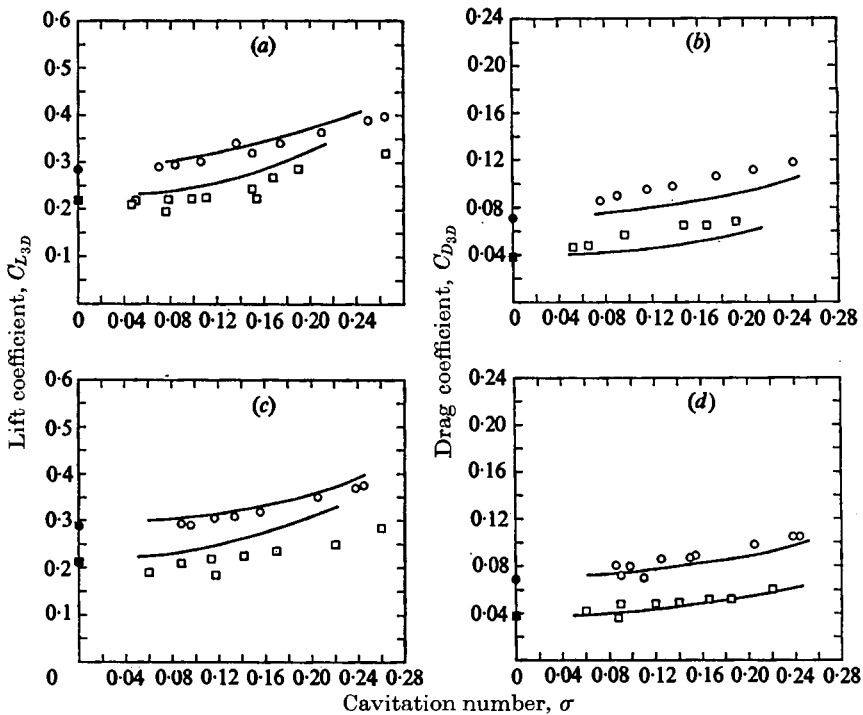 (a)
0·6
0·5
0·4
0·3
0·2
0·1
0 0·04 0·08 0·12 0·16 0·20 0·24
(b)
0·24
0·20
0·16
0·12
0·08
0·04
0 0·04 0·08 0·12 0·16 0·20 0·24 0·28
Lift coefficient, C_{L_{3D}}
Drag coefficient, C_{D_{3D}}
(c)
0·6
0·5
0·4
0·3
0·2
0·1
0
0·04 0·08 0·12 0·16 0·20 0·24 0·28
(d)
0·24
0·20
0·16
0·12
0·08
0·04
0 0·04 0·08 0·12 0·16 0·20 0·24 0·28
Cavitation number, σ